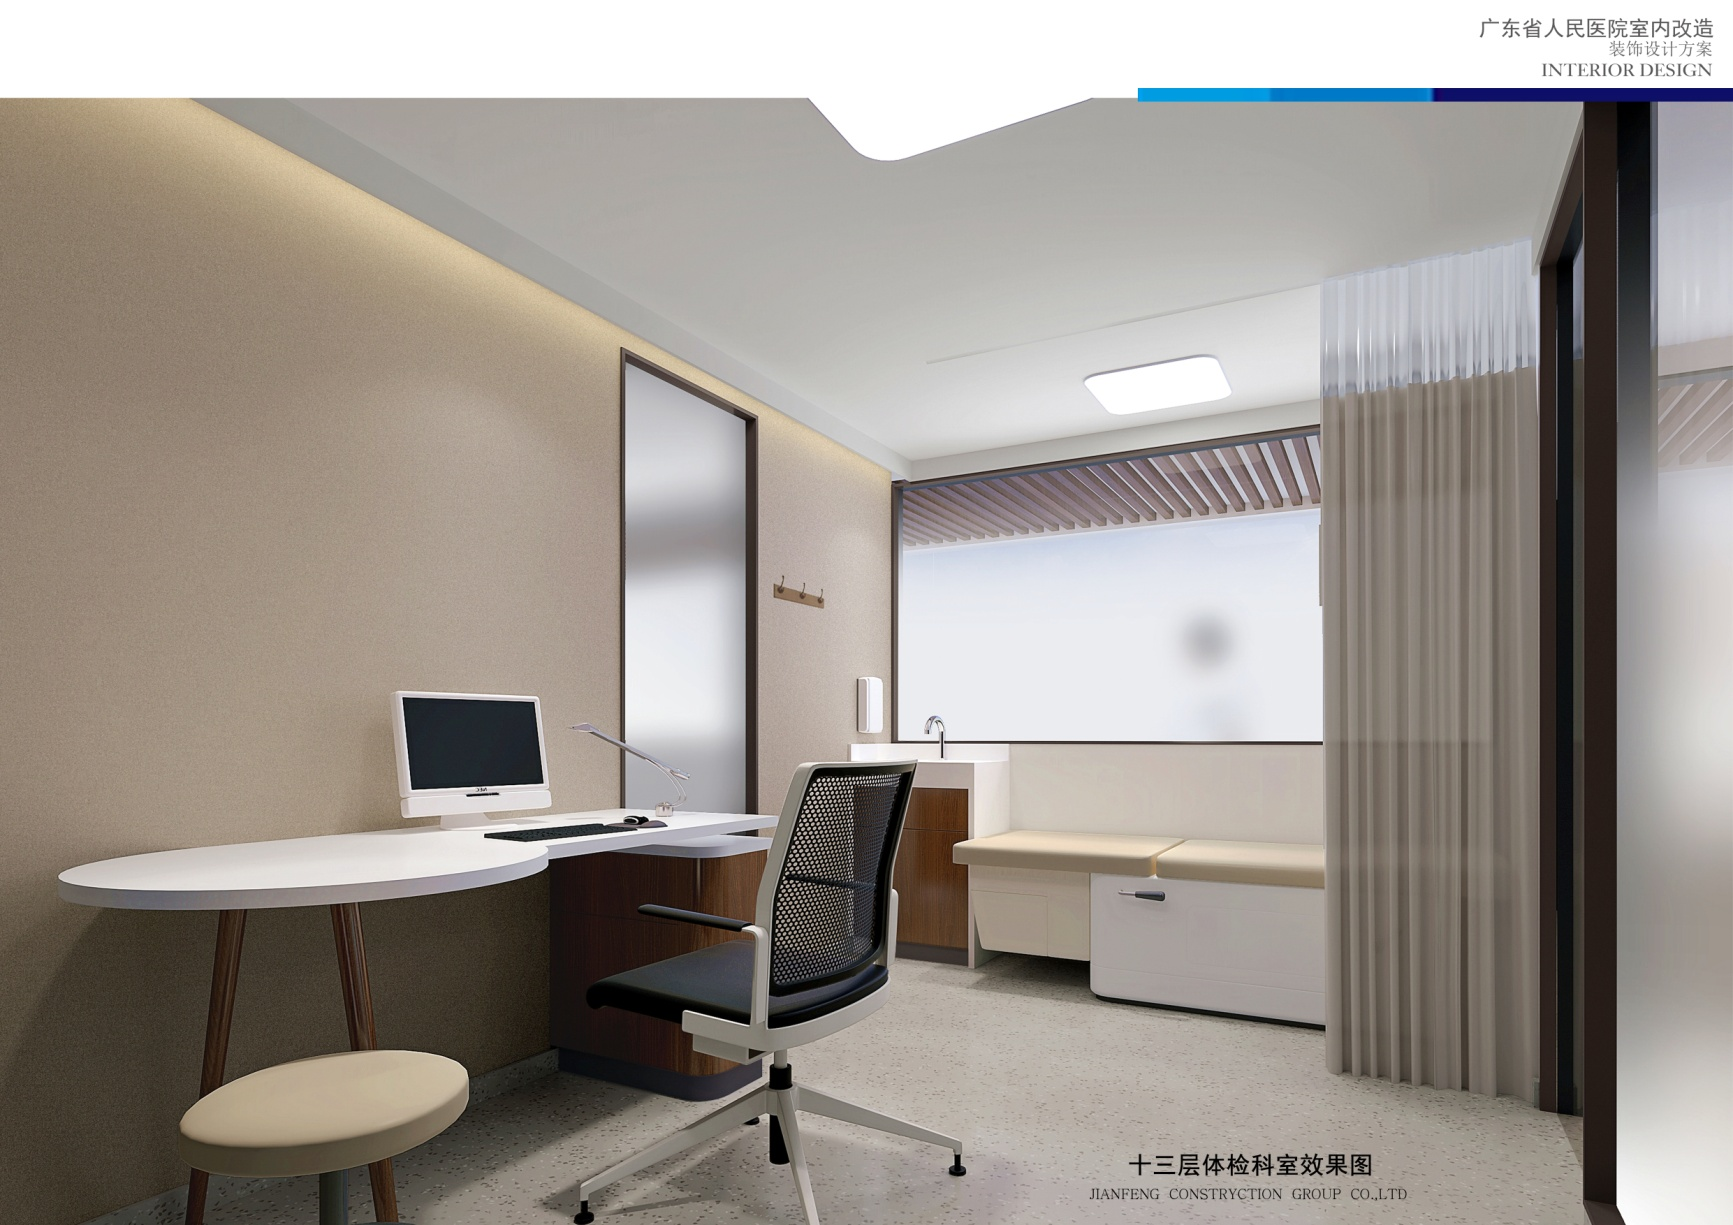 广东省人民医院室内改造
装饰设计方案
INTERIOR DESIGN
十三层体检科室效果图
JIANFENG CONSTRYCTION GROUP CO.,LTD